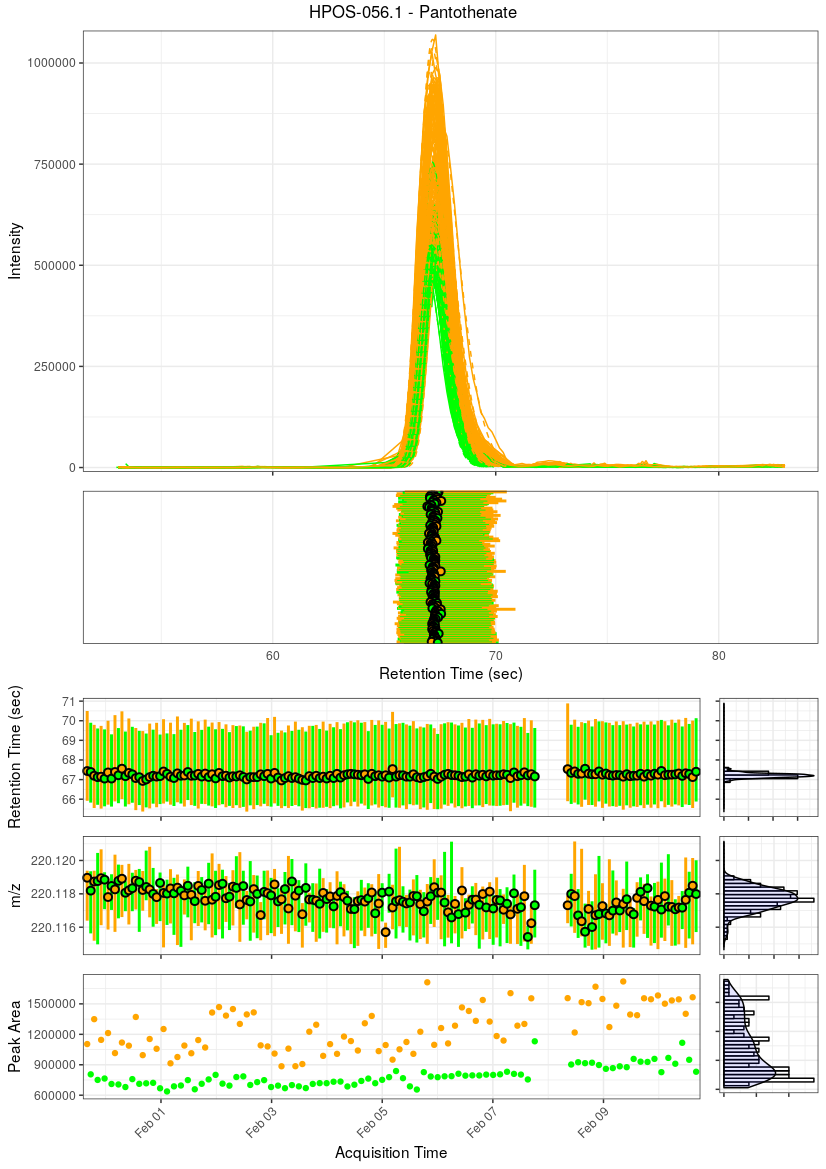 HPOS-056.1 - Pantothenate
Intensity
1000000
750000
500000
250000
0
60
70
80
Retention Time (sec)
Retention Time (sec)
71
70
69
68
67
66
m/z
220.120
220.118
220.116
Peak Area
1500000
1200000
900000
600000
Feb 01
Feb 03
Feb 05
Feb 07
Feb 09
Acquisition Time